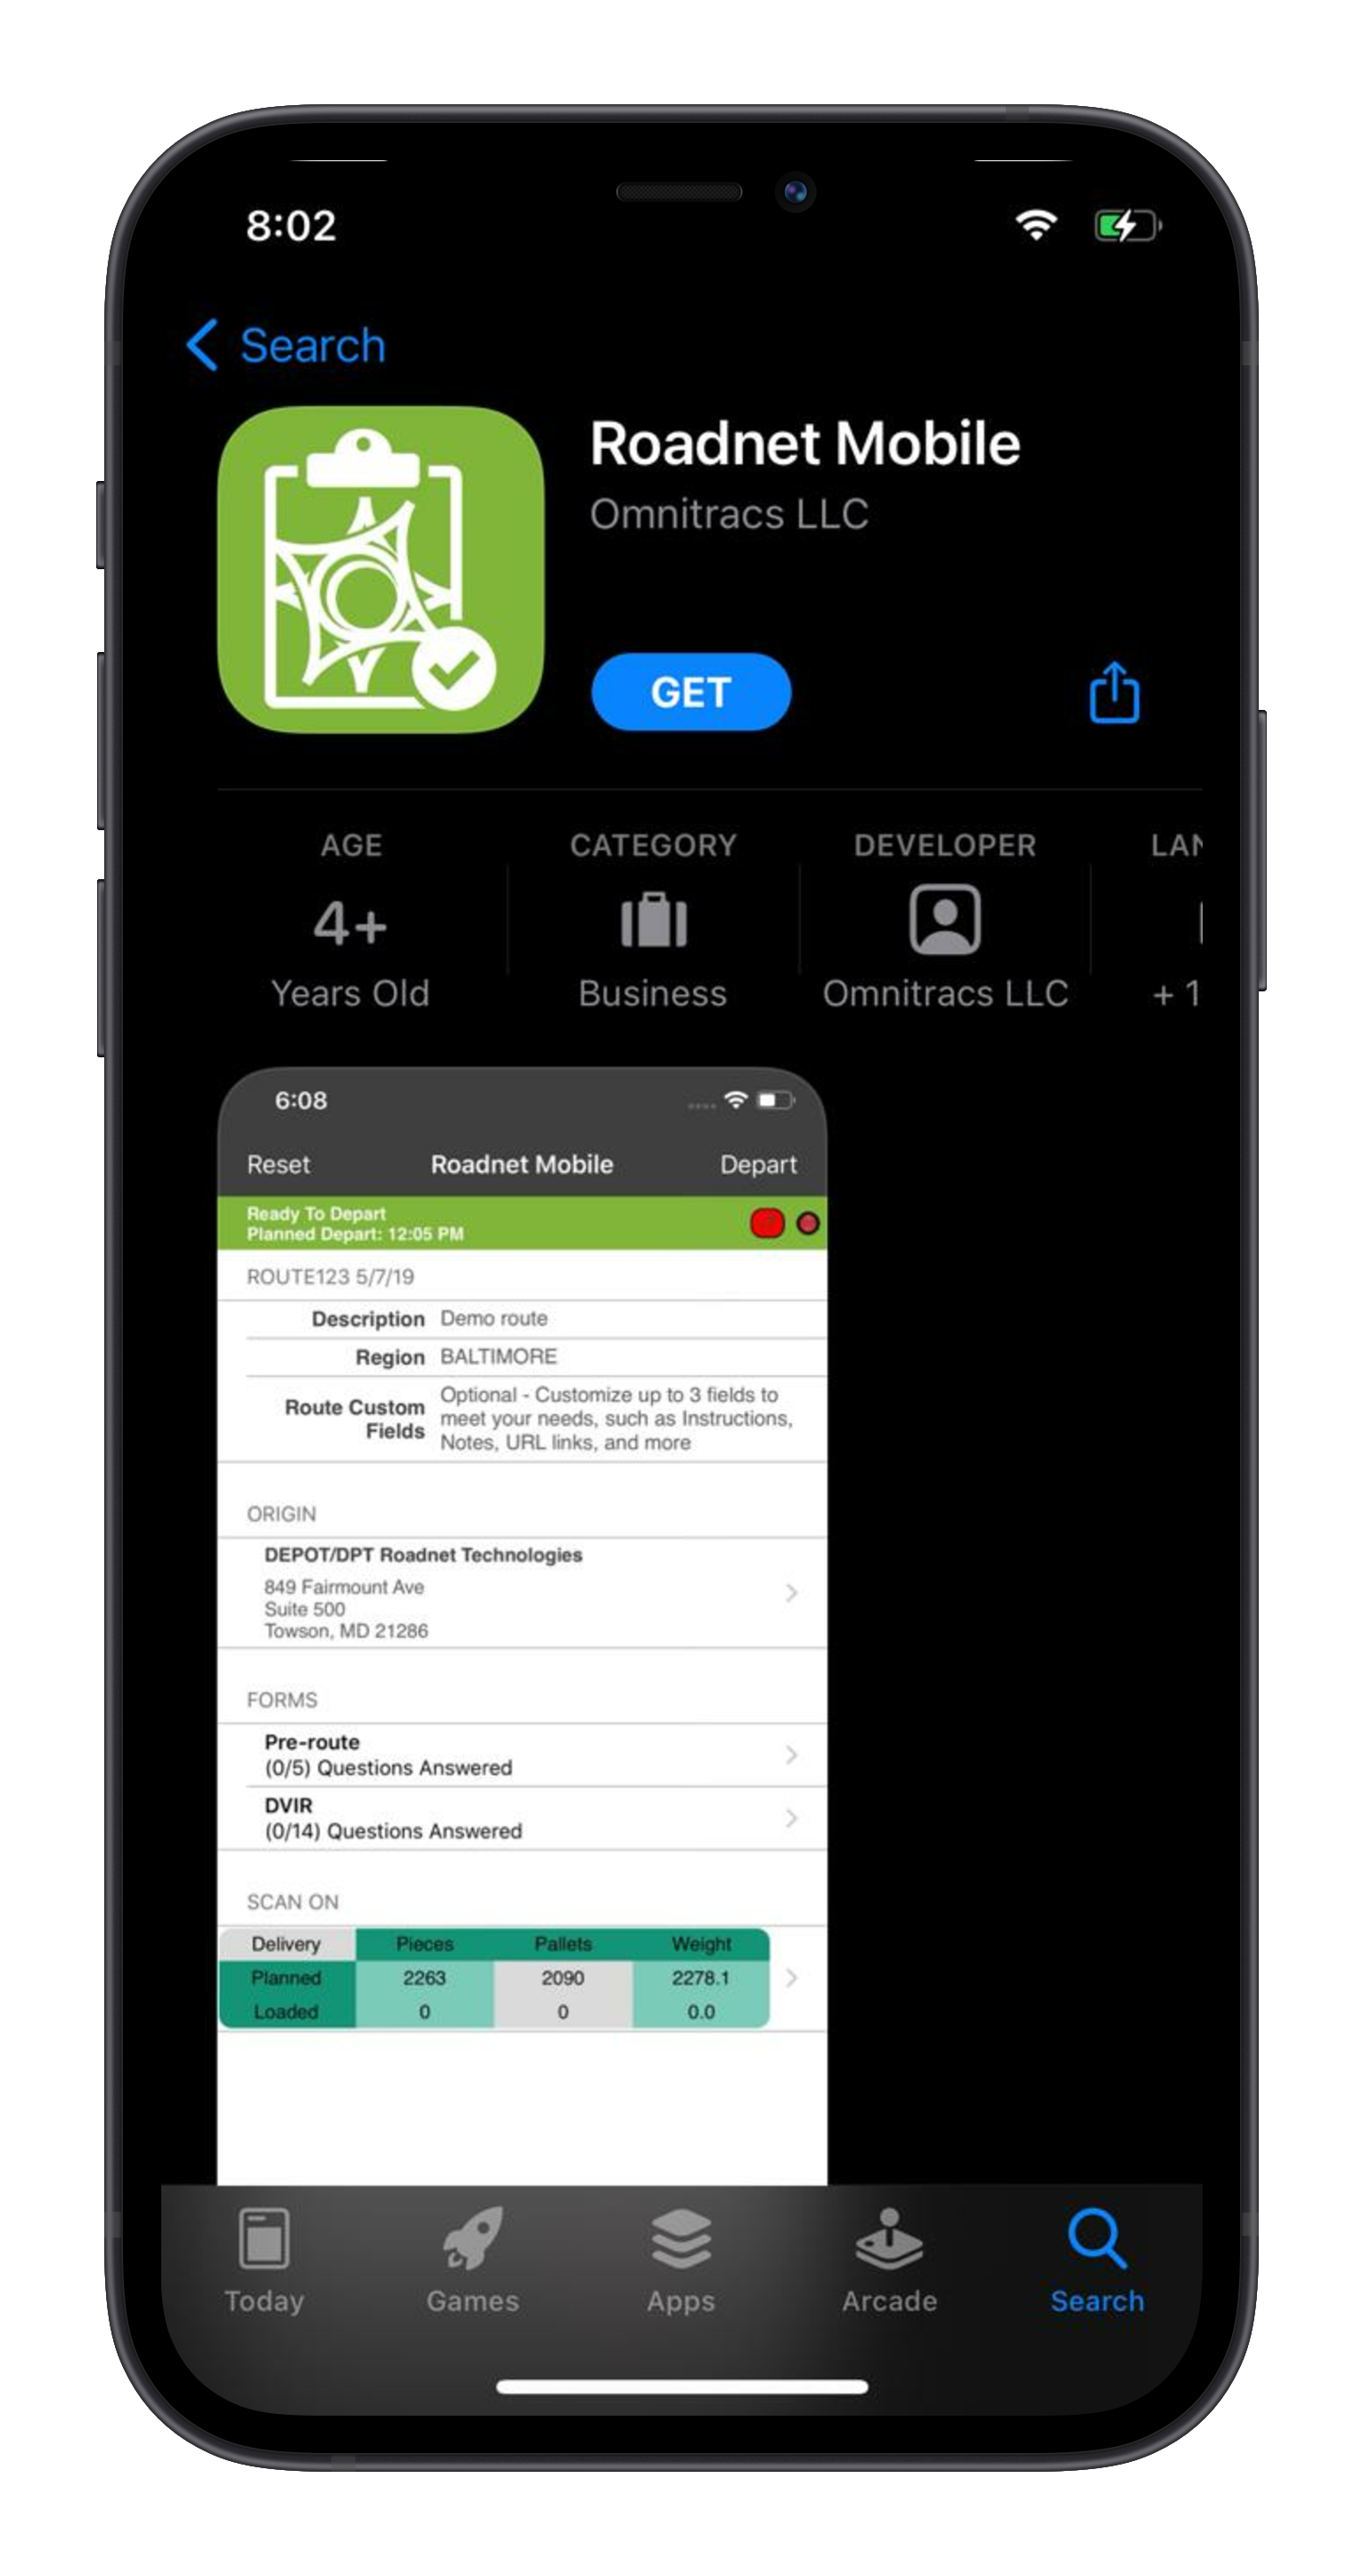 8:02
Search
Roadnet Mobile
Omnitracs LLC
GET
AGE
CATEGORY
DEVELOPER
4+
Years Old
Business
Omnitracs LLC
+ 1
6:08
Reset
Roadnet Mobile
Depart
Ready To Depart
Planned Depart: 12:05 PM
ROUTE123 5/7/19
Description Demo route
Region BALTIMORE
Route Custom Fields
Optional - Customize up to 3 fields to
meet your needs, such as Instructions,
Notes, URL links, and more
ORIGIN
DEPOT/DPT Roadnet Technologies
849 Fairmount Ave
Suite 500
Towson, MD 21286
FORMS
Pre-route
(0/5) Questions Answered
DVIR
(0/14) Questions Answered
SCAN ON
Delivery Pieces Pallets Weight
Planned 2263 2090 2278.1
Loaded 0 0 0.0
Today
Games
Apps
Arcade
Search